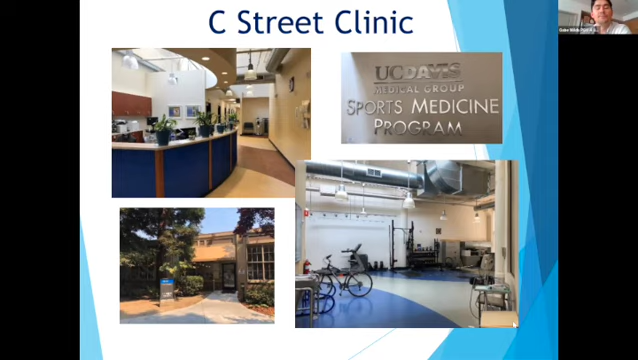 C Street Clinic
UCDAVIS
MEDICAL GROUP
SPORTS MEDICINE
PROGRAM